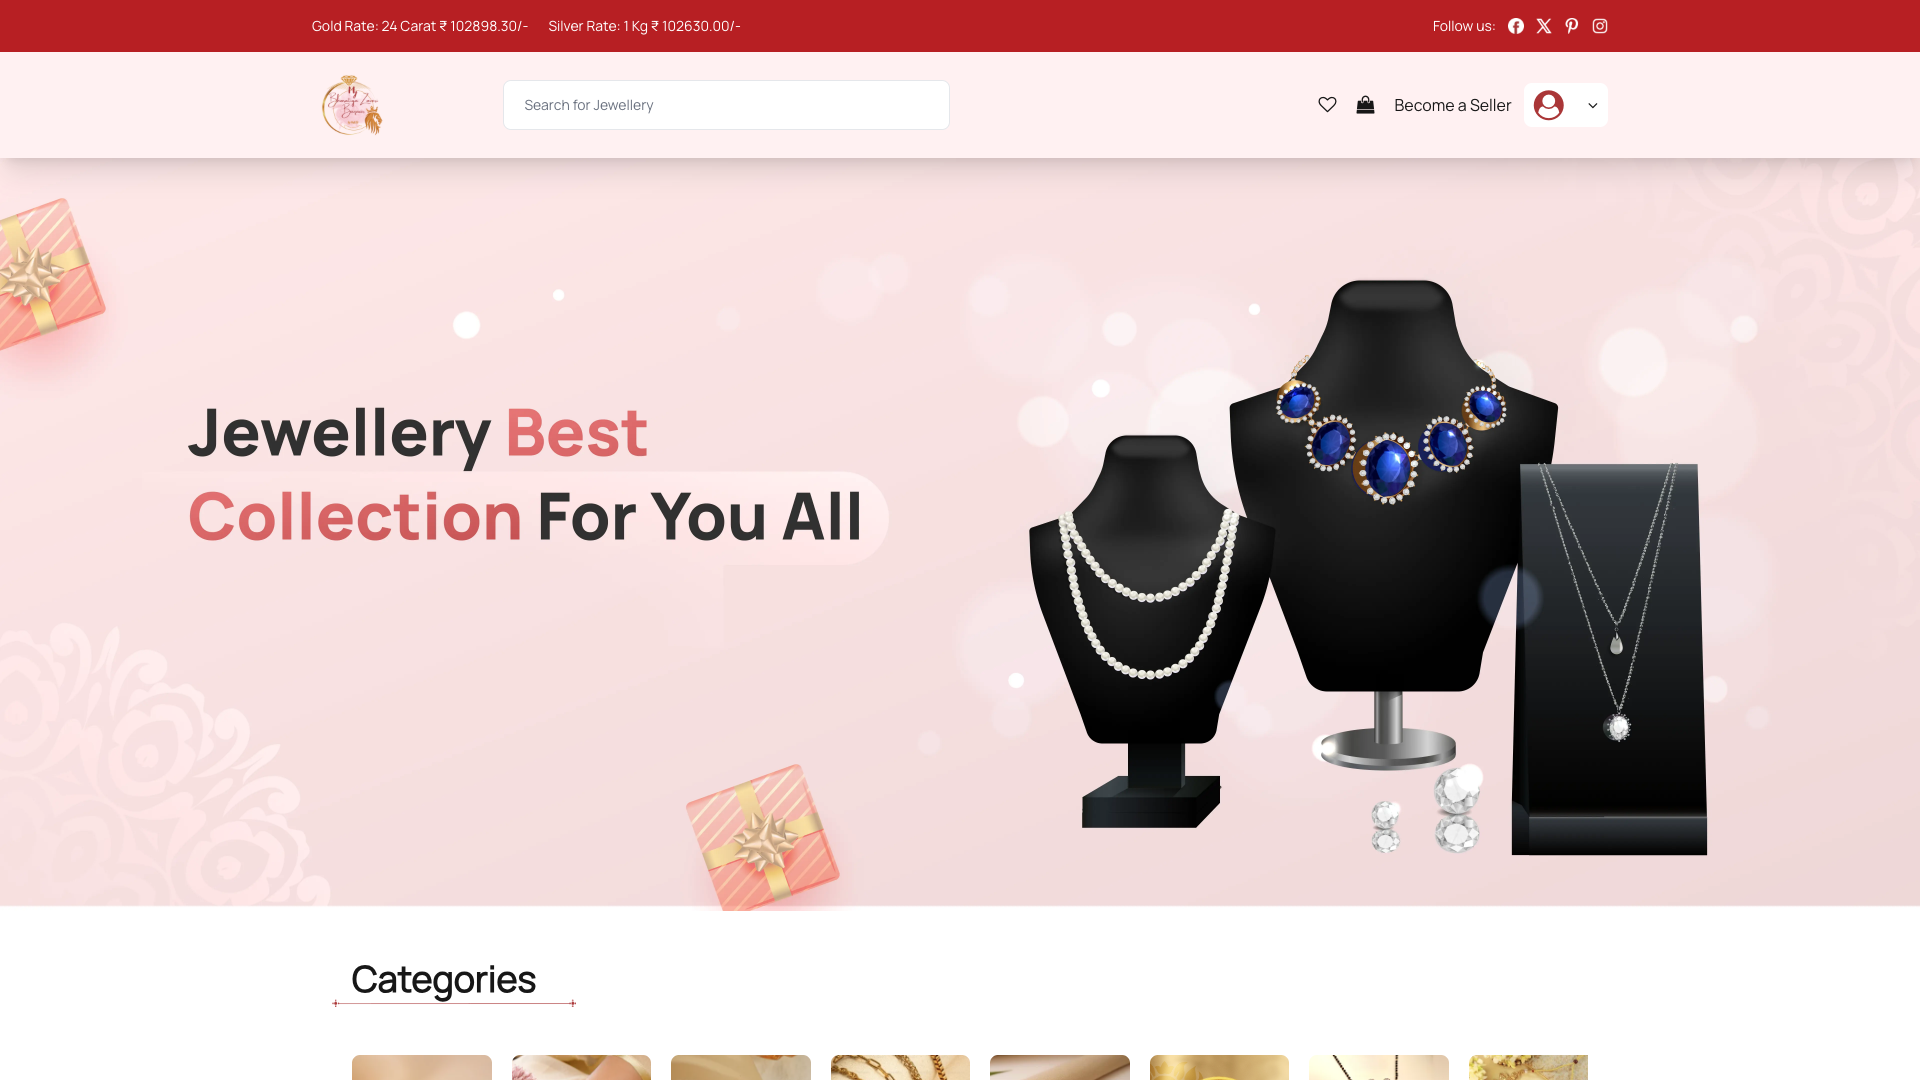 Gold Rate: 24 Carat ₹ 102898.30/- Silver Rate: 1 Kg ₹ 102630.00/- Follow us:
Search for Jewellery Become a Seller
Jewellery Best
Collection For You All
Categories